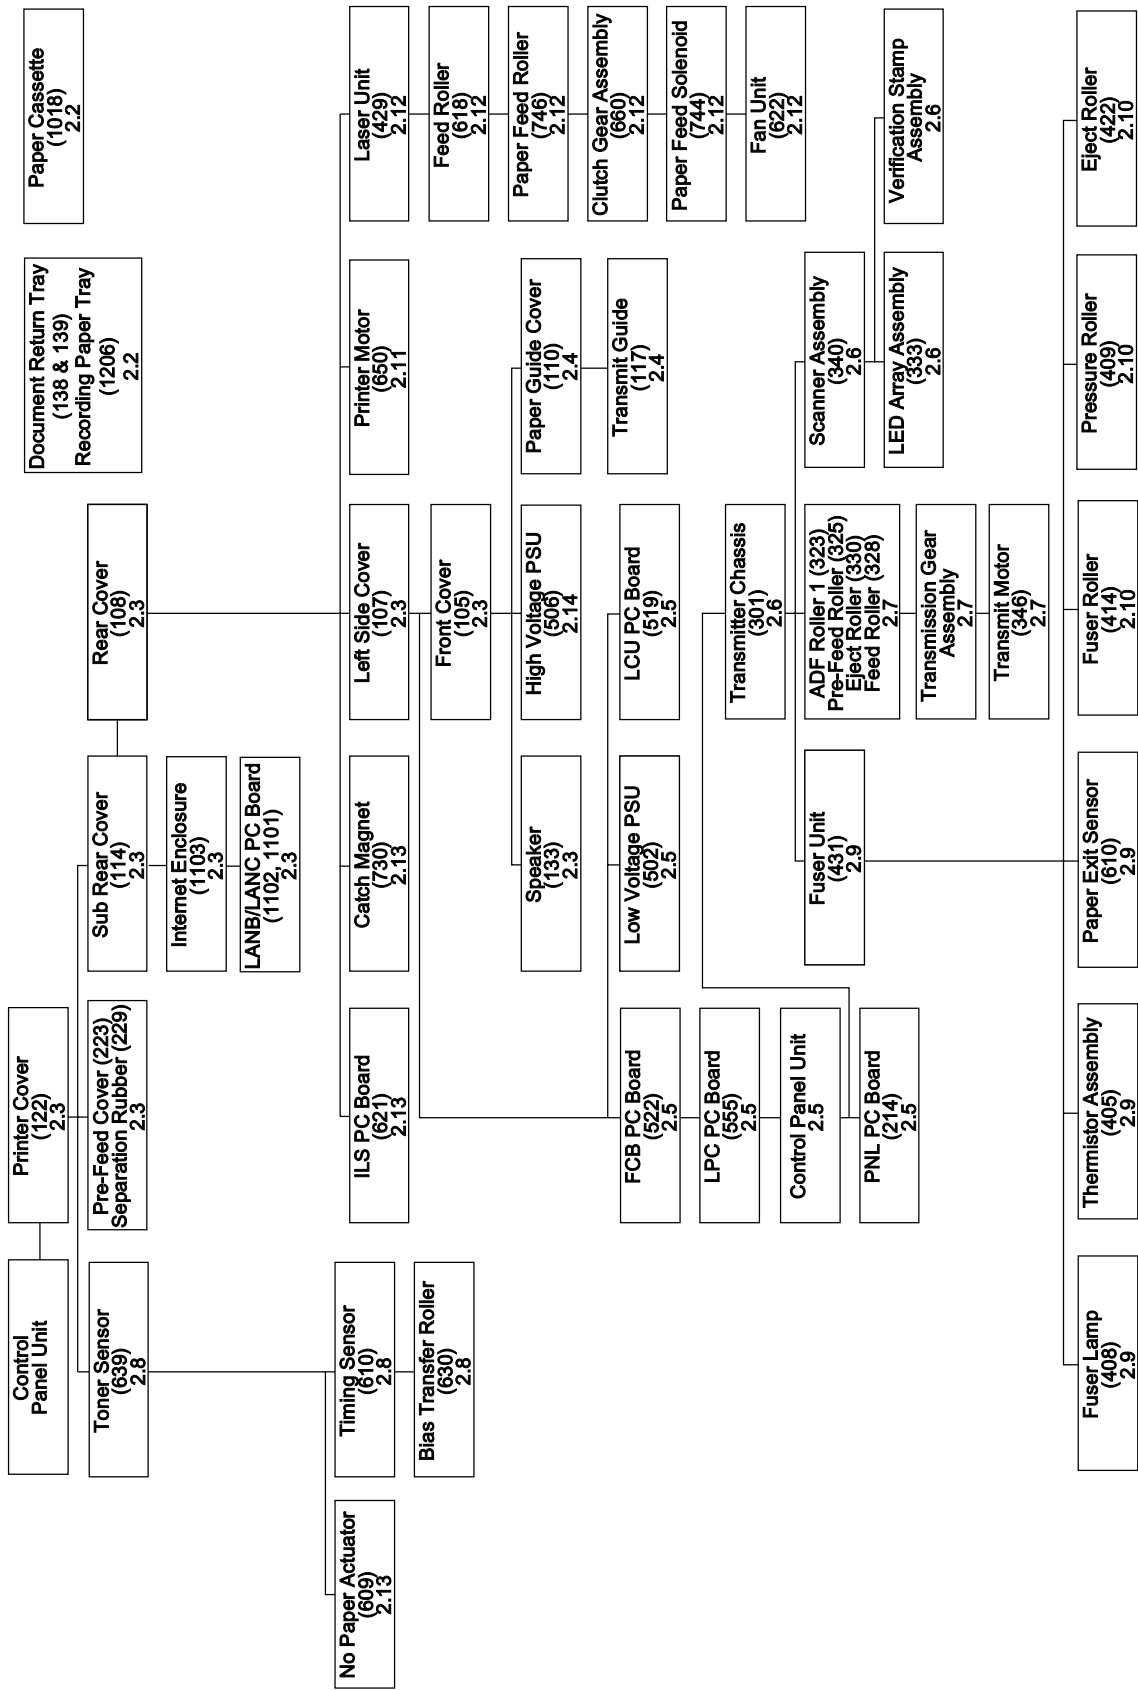 Control
Panel Unit
Printer Cover
(122)
2.3
Document Return Tray
(138 & 139)
Recording Paper Tray
(1206)
2.2
Paper Cassette
(1018)
2.2
Toner Sensor
(639)
2.8
Pre-Feed Cover (223)
Separation Rubber (229)
2.3
Sub Rear Cover
(114)
2.3
Rear Cover
(108)
2.3
Internet Enclosure
(1103)
2.3
LANB/LANC PC Board
(1102, 1101)
2.3
No Paper Actuator
(609)
2.13
Timing Sensor
(610)
2.8
Bias Transfer Roller
(630)
2.8
ILS PC Board
(621)
2.13
Catch Magnet
(730)
2.13
Left Side Cover
(107)
2.3
Printer Motor
(650)
2.11
Laser Unit
(429)
2.12
Front Cover
(105)
2.3
Feed Roller
(618)
2.12
Speaker
(133)
2.3
High Voltage PSU
(506)
2.14
Paper Guide Cover
(110)
2.4
Paper Feed Roller
(746)
2.12
Transmit Guide
(117)
2.4
Clutch Gear Assembly
(660)
2.12
FCB PC Board
(522)
2.5
Low Voltage PSU
(502)
2.5
LCU PC Board
(519)
2.5
Paper Feed Solenoid
(744)
2.12
LPC PC Board
(555)
2.5
Transmitter Chassis
(301)
2.6
Fan Unit
(622)
2.12
Control Panel Unit
2.5
PNL PC Board
(214)
2.5
Fuser Unit
(431)
2.9
ADF Roller 1 (323)
Pre-Feed Roller (325)
Eject Roller (330)
Feed Roller (328)
2.7
Scanner Assembly
(340)
2.6
LED Array Assembly
(333)
2.6
Verification Stamp
Assembly
2.6
Transmission Gear
Assembly
2.7
Transmit Motor
(346)
2.7
Fuser Lamp
(408)
2.9
Thermistor Assembly
(405)
2.9
Paper Exit Sensor
(610)
2.9
Fuser Roller
(414)
2.10
Pressure Roller
(409)
2.10
Eject Roller
(422)
2.10